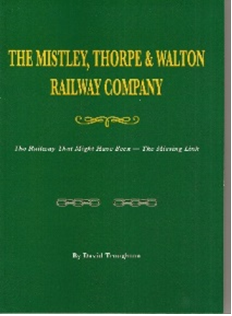 THE MISTLEY, THORPE & WALTON
RAILWAY COMPANY
The Railway That Might Have Been — The Missing Link
By David Troughton